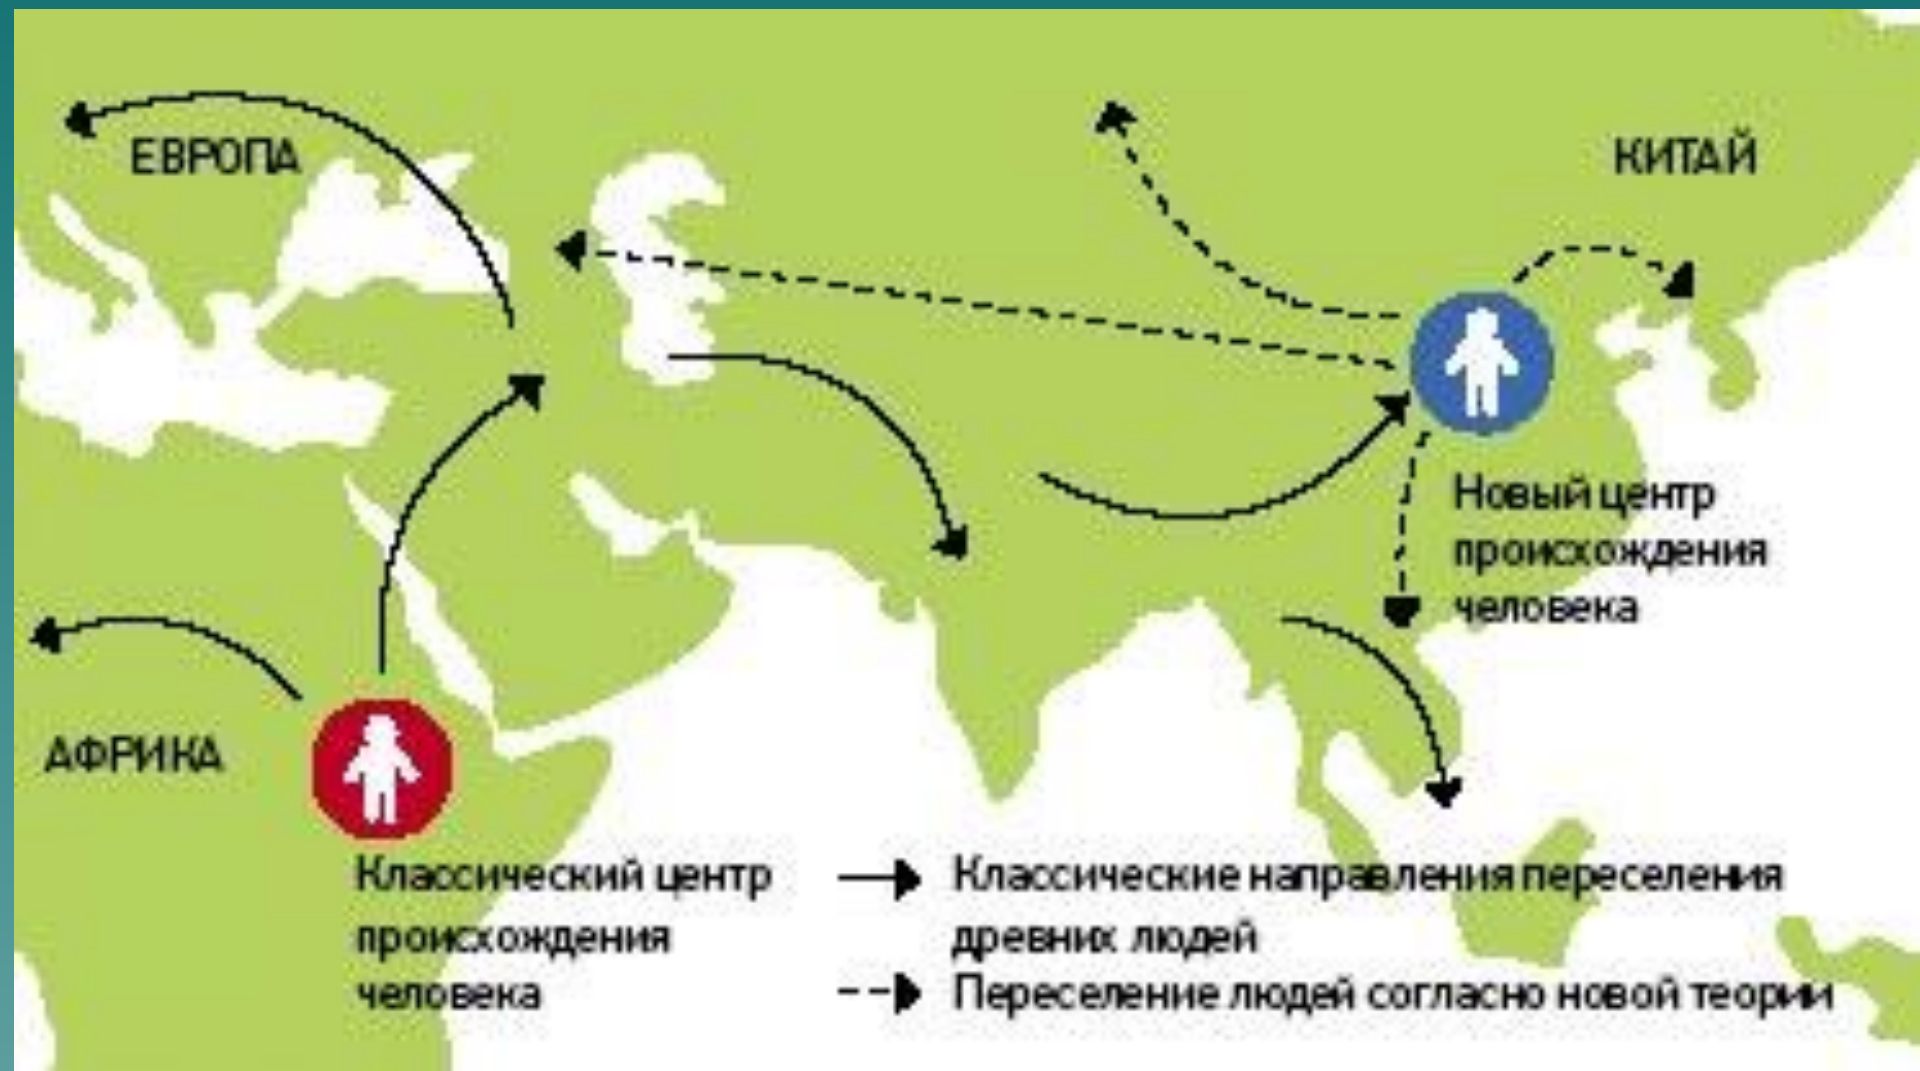 ЕВРОПА
КИТАЙ
Новый центр
происхождения
человека
АФРИКА
Классический центр
происхождения
человека
Классические направления переселения
древних людей
Переселение людей согласно новой теории